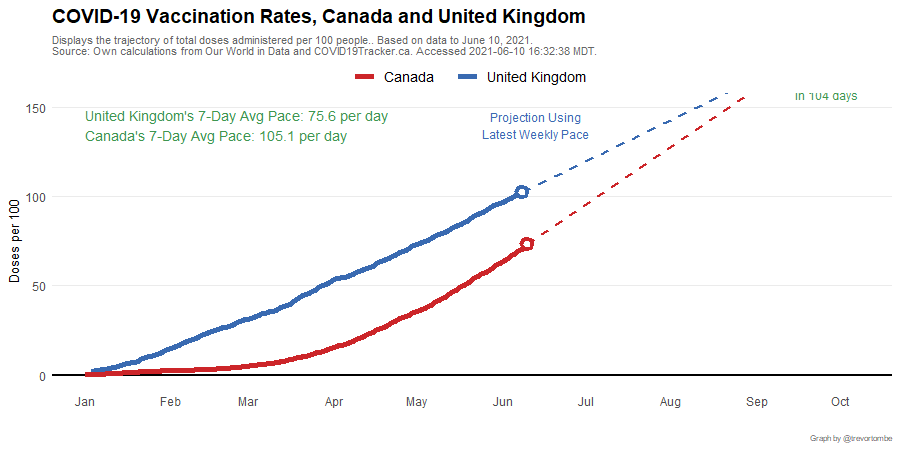 COVID-19 Vaccination Rates, Canada and United Kingdom
Displays the trajectory of total doses administered per 100 people.. Based on data to June 10, 2021.
Source: Own calculations from Our World in Data and COVID19Tracker.ca. Accessed 2021-06-10 16:32:38 MDT.
Canada
United Kingdom
in 104 days
150
United Kingdom's 7-Day Avg Pace: 75.6 per day
Canada's 7-Day Avg Pace: 105.1 per day
Projection Using
Latest Weekly Pace
100
Doses per 100
50
0
Jan Feb Mar Apr May Jun Jul Aug Sep Oct
Graph by @trevortombe